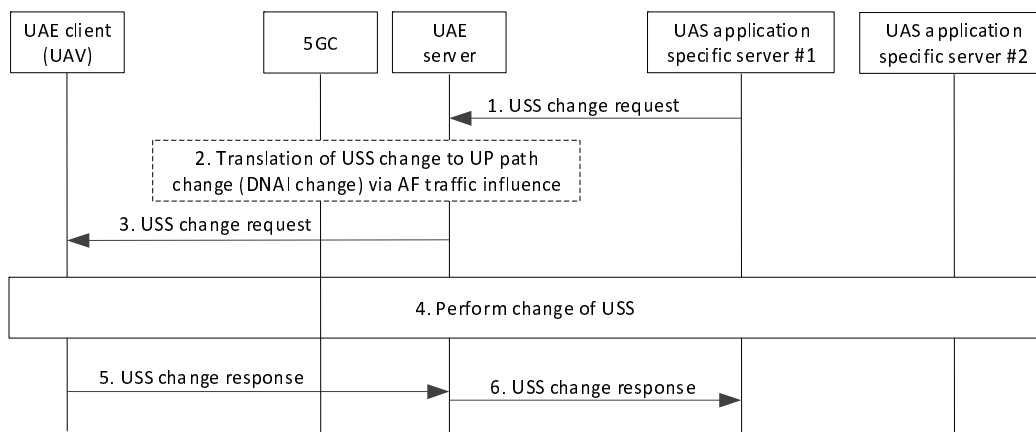 UAE client
(UAV)
5GC
UAE
server
UAS application
specific server #1
UAS application
specific server #2
1. USS change request
2. Translation of USS change to UP path
change (DNAI change) via AF traffic influence
3. USS change request
4. Perform change of USS
5. USS change response
6. USS change response